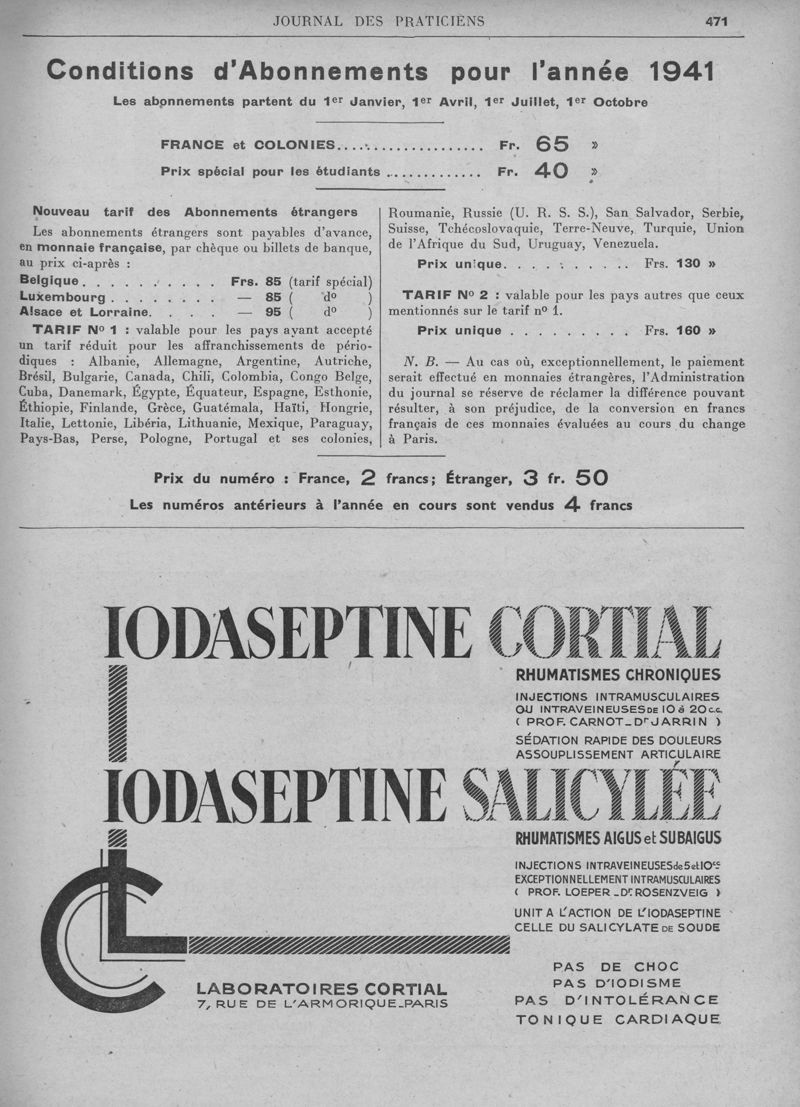 JOURNAL DES PRATICIENS 471
Conditions d'Abonnements pour l'année 1941
Les abonnements partent du 1er Janvier, 1er Avril, 1er Juillet, 1er Octobre
FRANCE et COLONIES.................... Fr. 65 »
Prix spécial pour les étudiants ............. Fr. 40 »
Nouveau tarif des Abonnements étrangers
Les abonnements étrangers sont payables d'avance,
en monnaie française, par chèque ou billets de banque,
au prix ci-après :
Belgique . . . . . . . . . . Frs. 85 (tarif spécial)
Luxembourg . . . . . . . . — 85 ( do )
Alsace et Lorraine. . . . — 95 ( do )
TARIF No 1 : valable pour les pays ayant accepté
un tarif réduit pour les affranchissements de pério-
diques : Albanie, Allemagne, Argentine, Autriche,
Brésil, Bulgarie, Canada, Chili, Colombia, Congo Belge,
Cuba, Danemark, Égypte, Équateur, Espagne, Esthonie,
Éthiopie, Finlande, Grèce, Guatémala, Haïti, Hongrie,
Italie, Lettonie, Libéria, Lithuanie, Mexique, Paraguay,
Pays-Bas, Perse, Pologne, Portugal et ses colonies,
Roumanie, Russie (U. R. S. S.), San Salvador, Serbie,
Suisse, Tchécoslovaquie, Terre-Neuve, Turquie, Union
de l'Afrique du Sud, Uruguay, Venezuela.
Prix unique. . . . . . . . . . Frs. 130 »
TARIF No 2 : valable pour les pays autres que ceux
mentionnés sur le tarif no 1.
Prix unique . . . . . . . . . Frs. 160 »
N. B. — Au cas où, exceptionnellement, le paiement
serait effectué en monnaies étrangères, l'Administration
du journal se réserve de réclamer la différence pouvant
résulter, à son préjudice, de la conversion en francs
français de ces monnaies évaluées au cours du change
à Paris.
Prix du numéro : France, 2 francs; Étranger, 3 fr. 50
Les numéros antérieurs à l'année en cours sont vendus 4 francs
IODASEPTINE CORTIAL
RHUMATISMES CHRONIQUES
INJECTIONS INTRAMUSCULAIRES
OU INTRAVEINEUSES DE 10 à 20 c.c.
( PROF. CARNOT_Dr JARRIN )
SÉDATION RAPIDE DES DOULEURS
ASSOUPLISSEMENT ARTICULAIRE
IODASEPTINE SALICYLÉE
RHUMATISMES AIGUS et SUBAIGUS
INJECTIONS INTRAVEINEUSES de 5 et 10cc
EXCEPTIONNELLEMENT INTRAMUSCULAIRES
( PROF. LOEPER_Dr ROSENZVEIG )
UNIT A L'ACTION DE L'IODASEPTINE
CELLE DU SALICYLATE DE SOUDE
LABORATOIRES CORTIAL
7, RUE DE L'ARMORIQUE_PARIS
PAS DE CHOC
PAS D'IODISME
PAS D'INTOLÉRANCE
TONIQUE CARDIAQUE